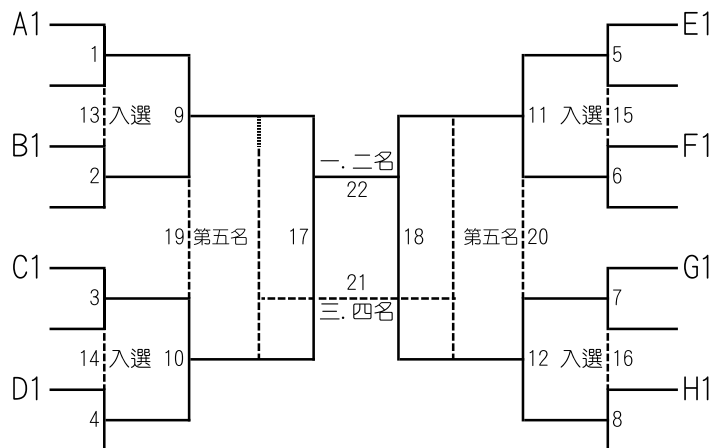 A1 E1
1 5
13 入選 9 11 入選 15
B1 F1
2 一. 二名 6
22
19 第五名 17 18 第五名 20
C1 G1
21
3 三. 四名 7
14 入選 10 12 入選 16
D1 H1
4 8